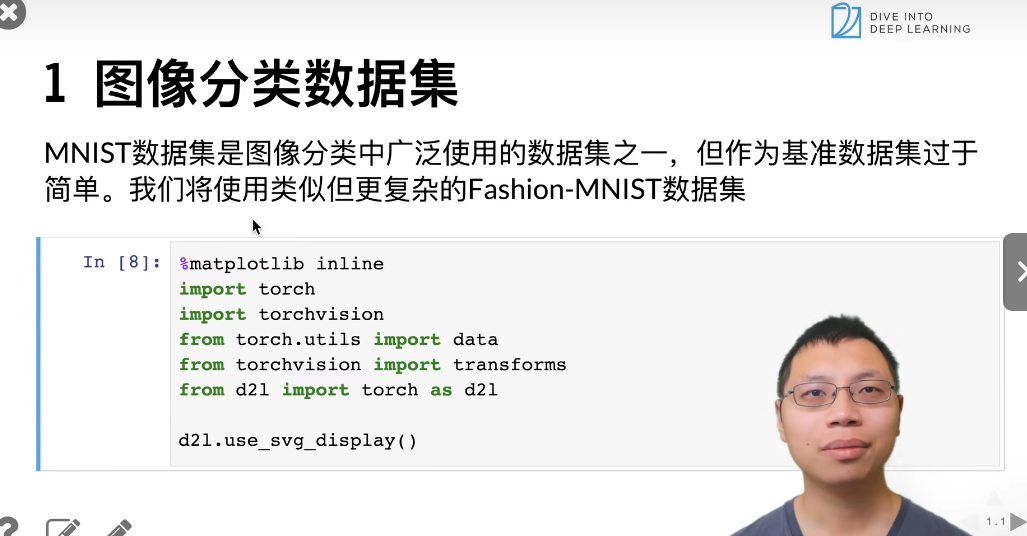 DIVE INTO
DEEP LEARNING
1 图像分类数据集
MNIST数据集是图像分类中广泛使用的数据集之一，但作为基准数据集过于
简单。我们将使用类似但更复杂的Fashion-MNIST数据集
In [8]:
%matplotlib inline
import torch
import torchvision
from torch.utils import data
from torchvision import transforms
from d2l import torch as d2l
d2l.use_svg_display()
?
1.1